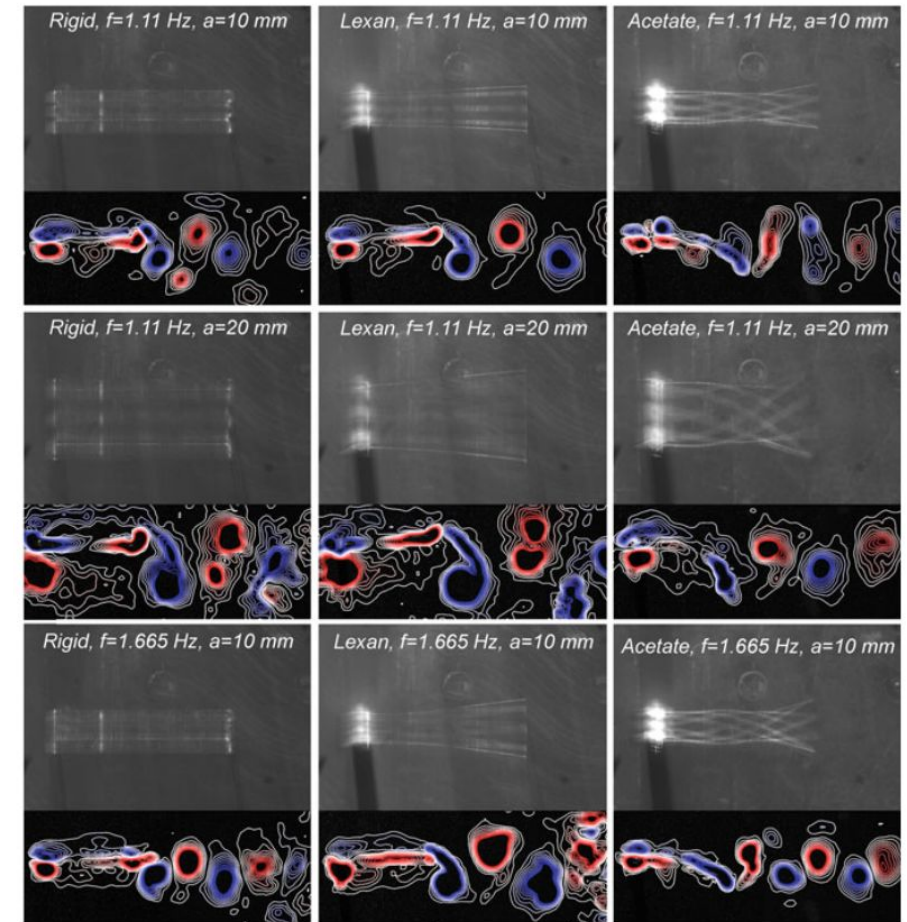 Rigid, f=1.11 Hz, a=10 mm
Lexan, f=1.11 Hz, a=10 mm
Acetate, f=1.11 Hz, a=10 mm
Rigid, f=1.11 Hz, a=20 mm
Lexan, f=1.11 Hz, a=20 mm
Acetate, f=1.11 Hz, a=20 mm
Rigid, f=1.665 Hz, a=10 mm
Lexan, f=1.665 Hz, a=10 mm
Acetate, f=1.665 Hz, a=10 mm